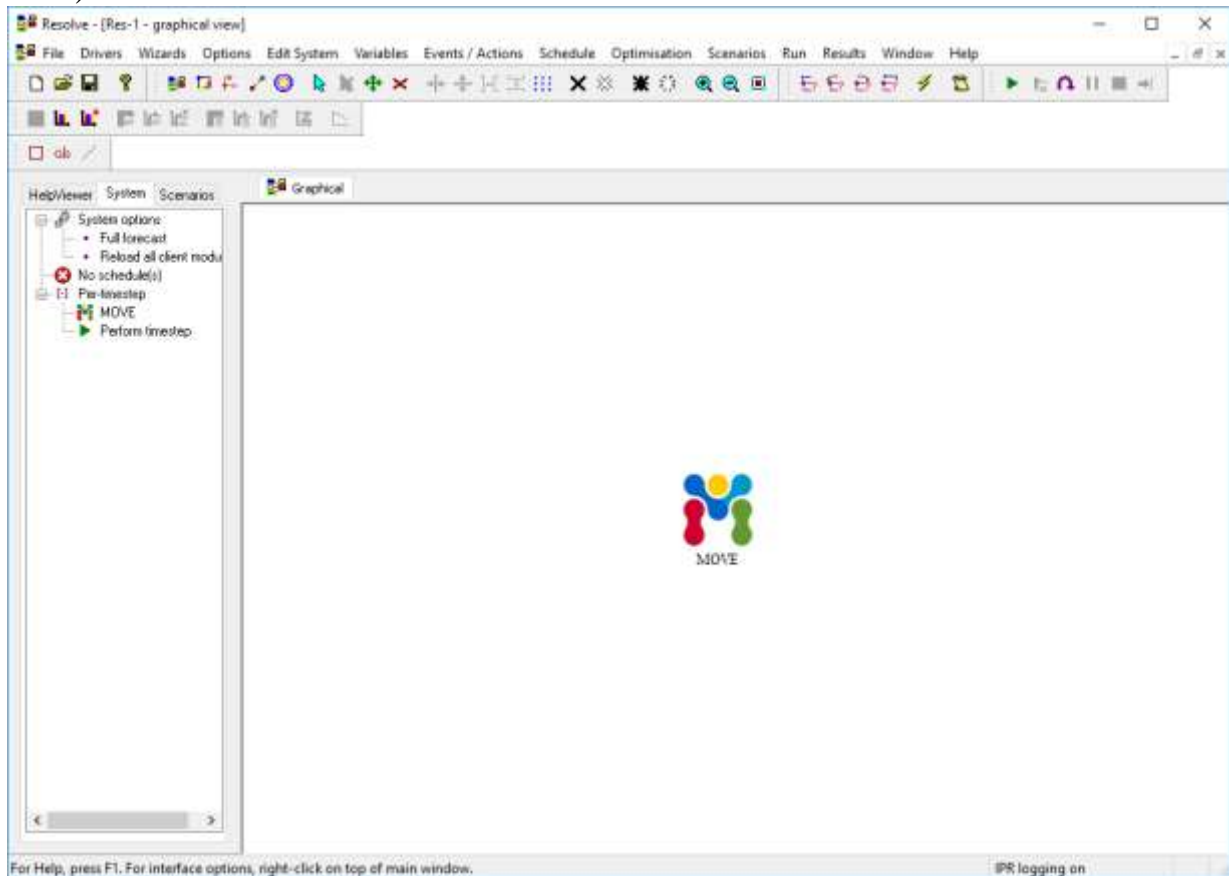 Resolve - [Res-1 - graphical view]
File Drivers Wizards Options Edit System Variables Events / Actions Schedule Optimisation Scenarios Run Results Window Help
ab
HelpViewer System Scenarios Graphical
System options
Full forecast
Reload all client modu
No schedule(s)
Per-timestep
MOVE
Perform timestep
MOVE
For Help, press F1. For interface options, right-click on top of main window. IPR logging on